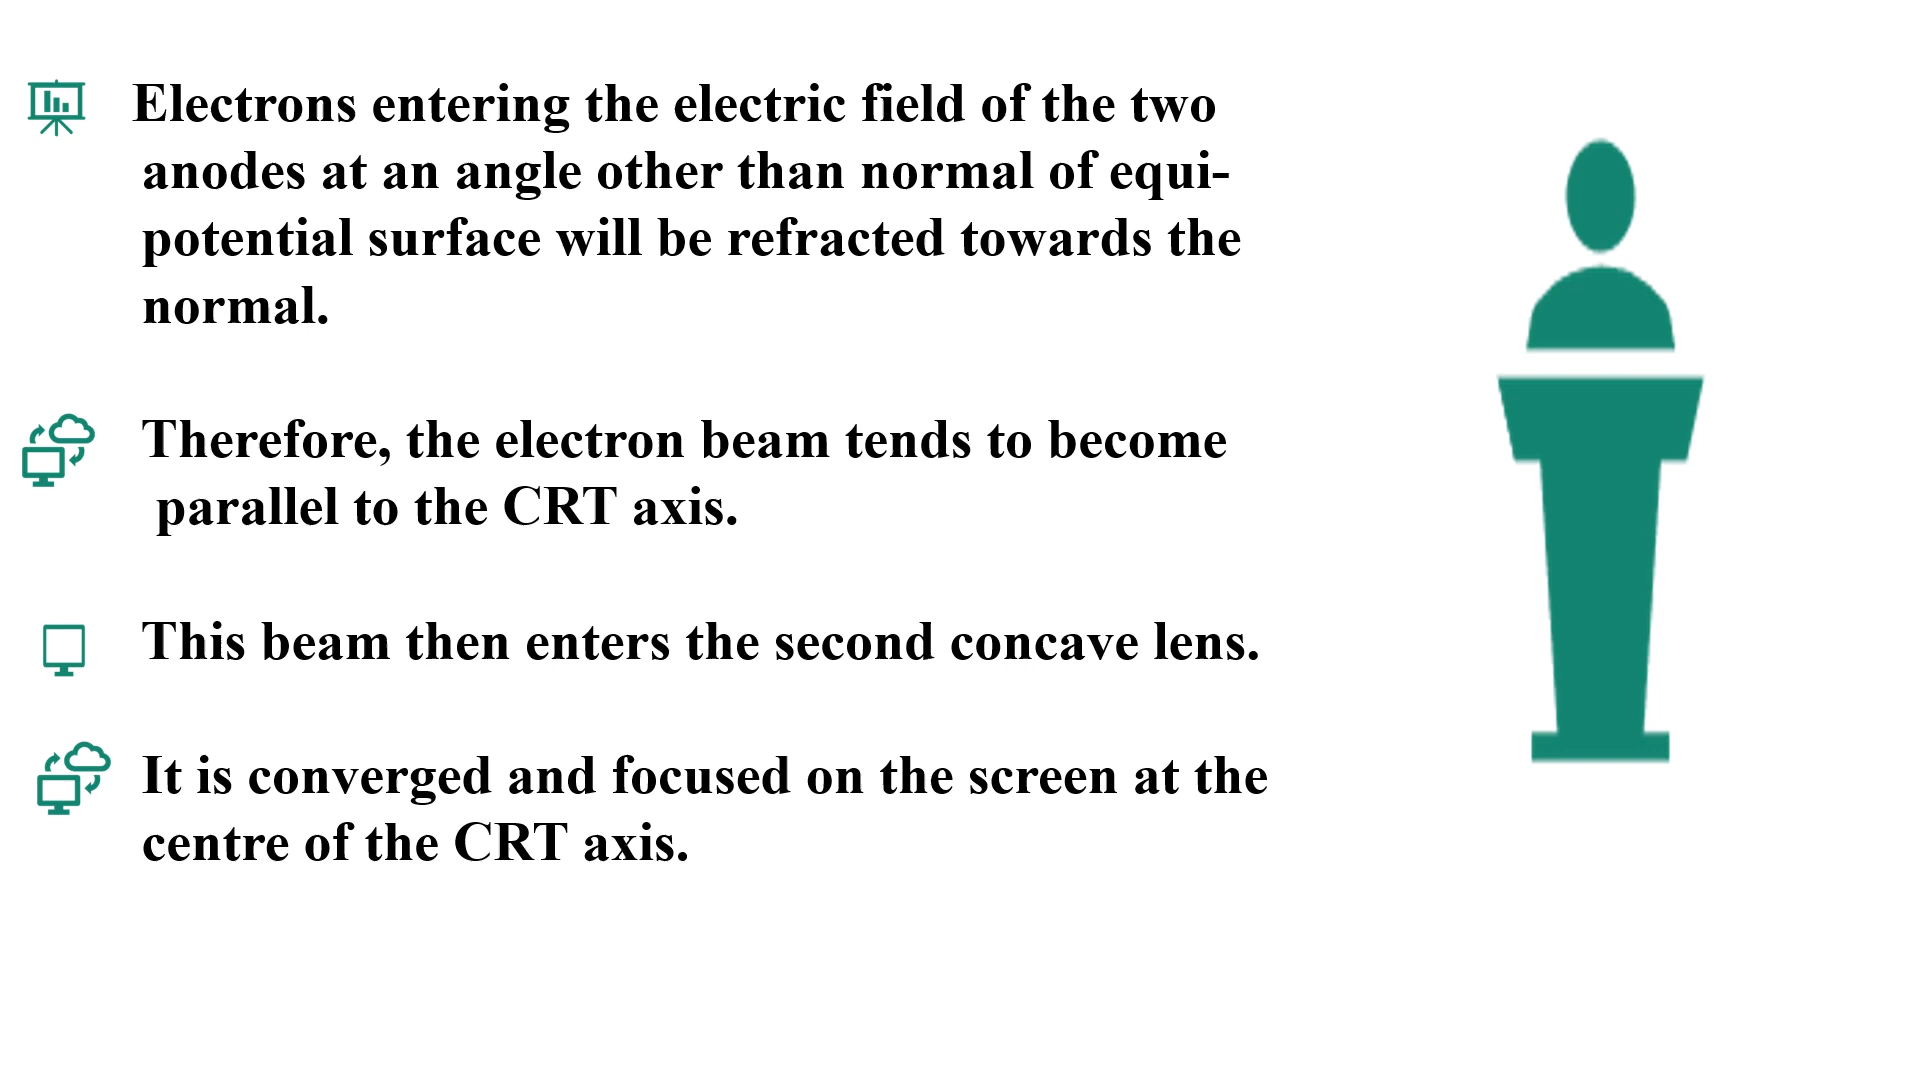 Electrons entering the electric field of the two
anodes at an angle other than normal of equi-
potential surface will be refracted towards the
normal.
Therefore, the electron beam tends to become
parallel to the CRT axis.
This beam then enters the second concave lens.
It is converged and focused on the screen at the
centre of the CRT axis.